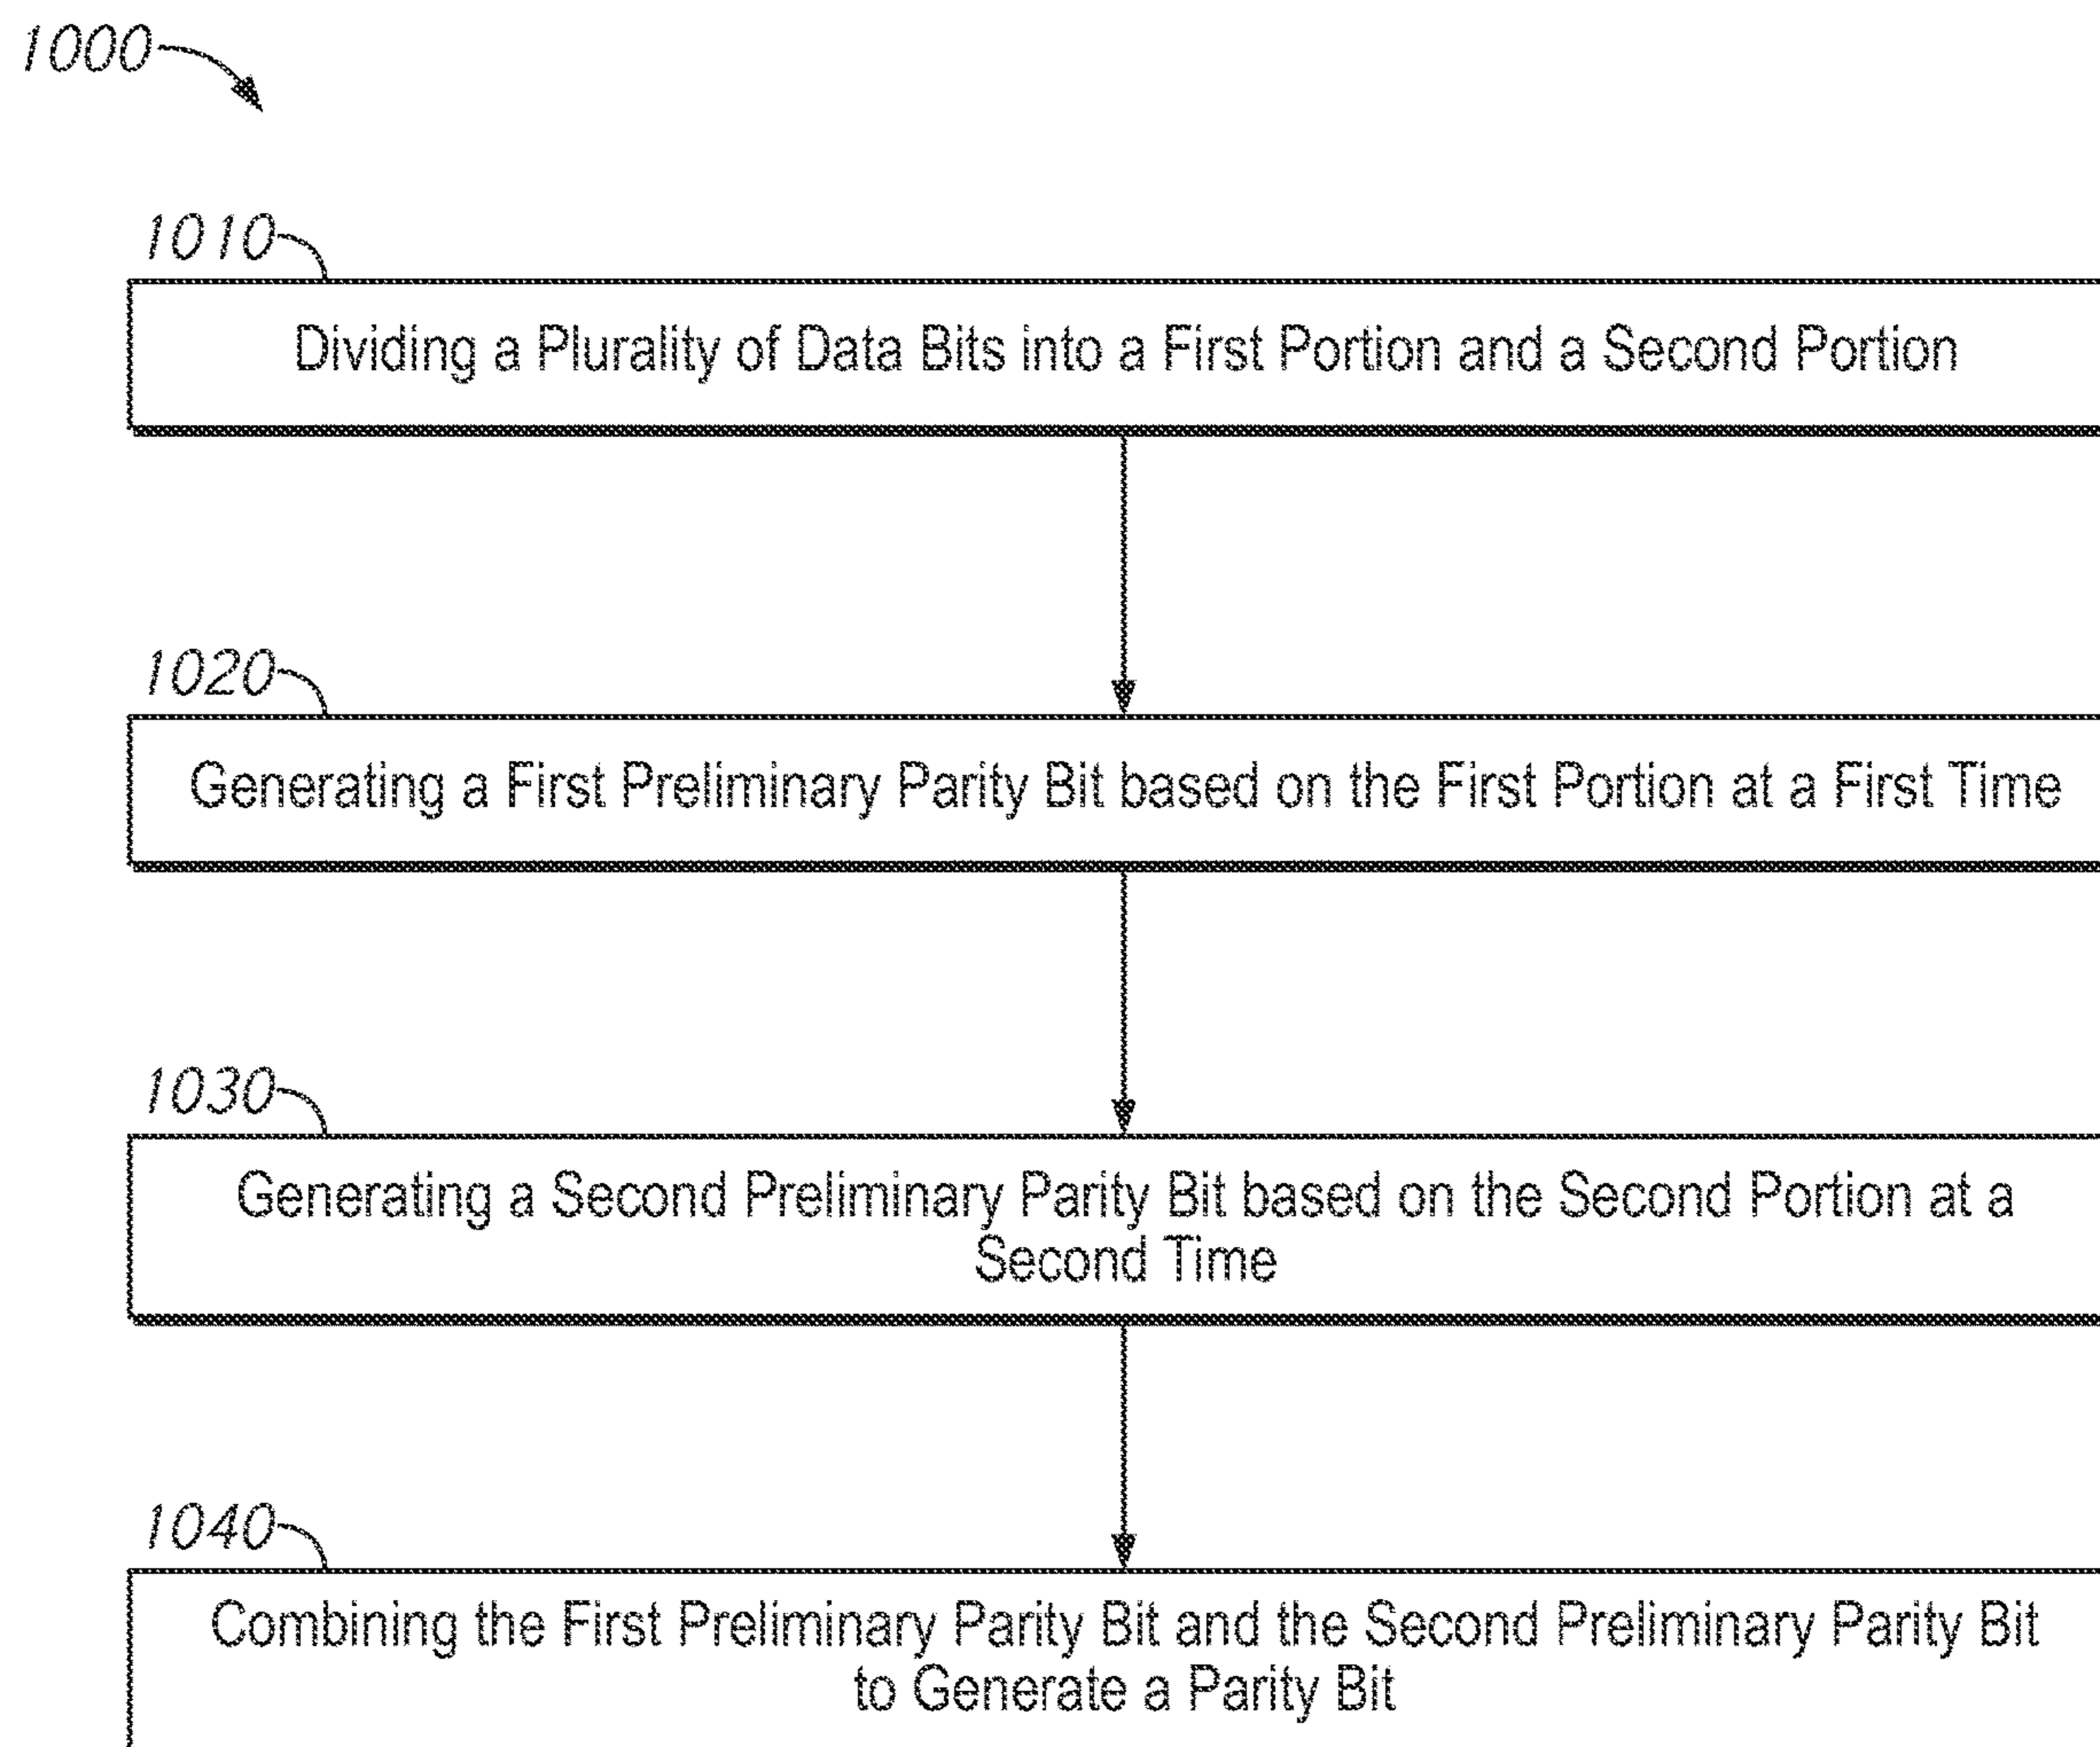 1000
1010
Dividing a Plurality of Data Bits into a First Portion and a Second Portion
1020
Generating a First Preliminary Parity Bit based on the First Portion at a First Time
1030
Generating a Second Preliminary Parity Bit based on the Second Portion at a
Second Time
1040
Combining the First Preliminary Parity Bit and the Second Preliminary Parity Bit
to Generate a Parity Bit